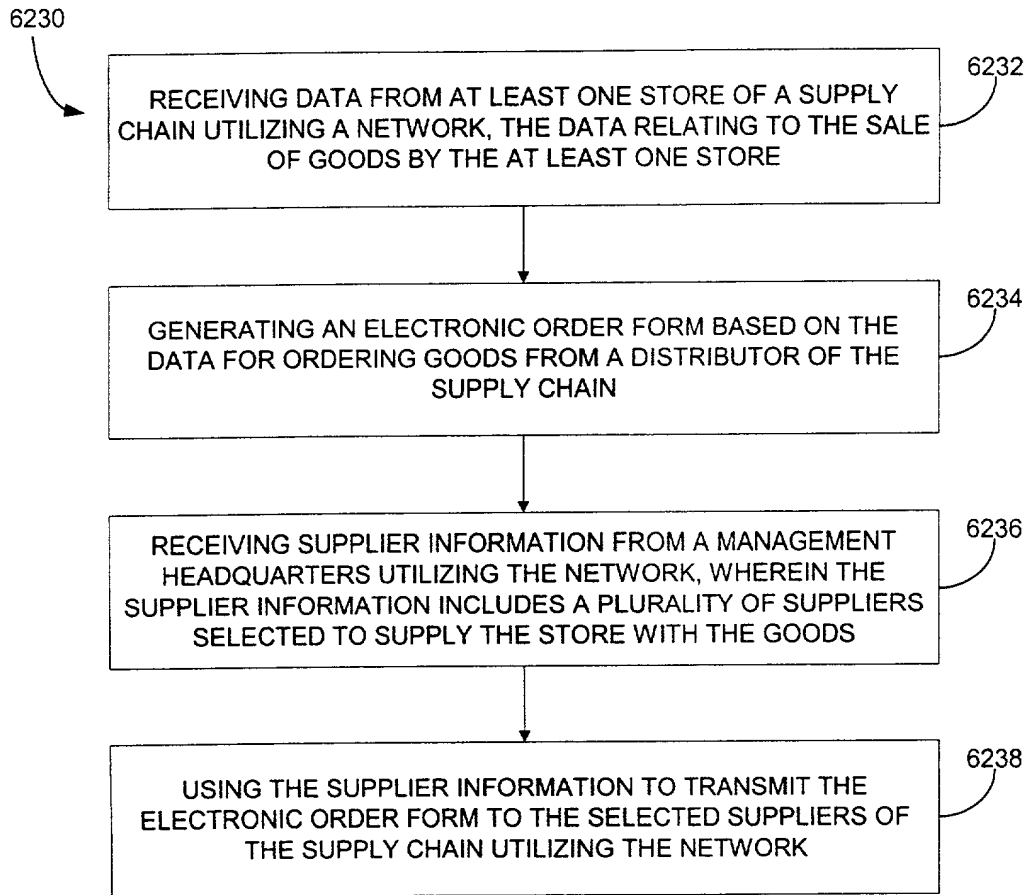 6230
6232
RECEIVING DATA FROM AT LEAST ONE STORE OF A SUPPLY
CHAIN UTILIZING A NETWORK, THE DATA RELATING TO THE SALE
OF GOODS BY THE AT LEAST ONE STORE
6234
GENERATING AN ELECTRONIC ORDER FORM BASED ON THE
DATA FOR ORDERING GOODS FROM A DISTRIBUTOR OF THE
SUPPLY CHAIN
6236
RECEIVING SUPPLIER INFORMATION FROM A MANAGEMENT
HEADQUARTERS UTILIZING THE NETWORK, WHEREIN THE
SUPPLIER INFORMATION INCLUDES A PLURALITY OF SUPPLIERS
SELECTED TO SUPPLY THE STORE WITH THE GOODS
6238
USING THE SUPPLIER INFORMATION TO TRANSMIT THE
ELECTRONIC ORDER FORM TO THE SELECTED SUPPLIERS OF
THE SUPPLY CHAIN UTILIZING THE NETWORK